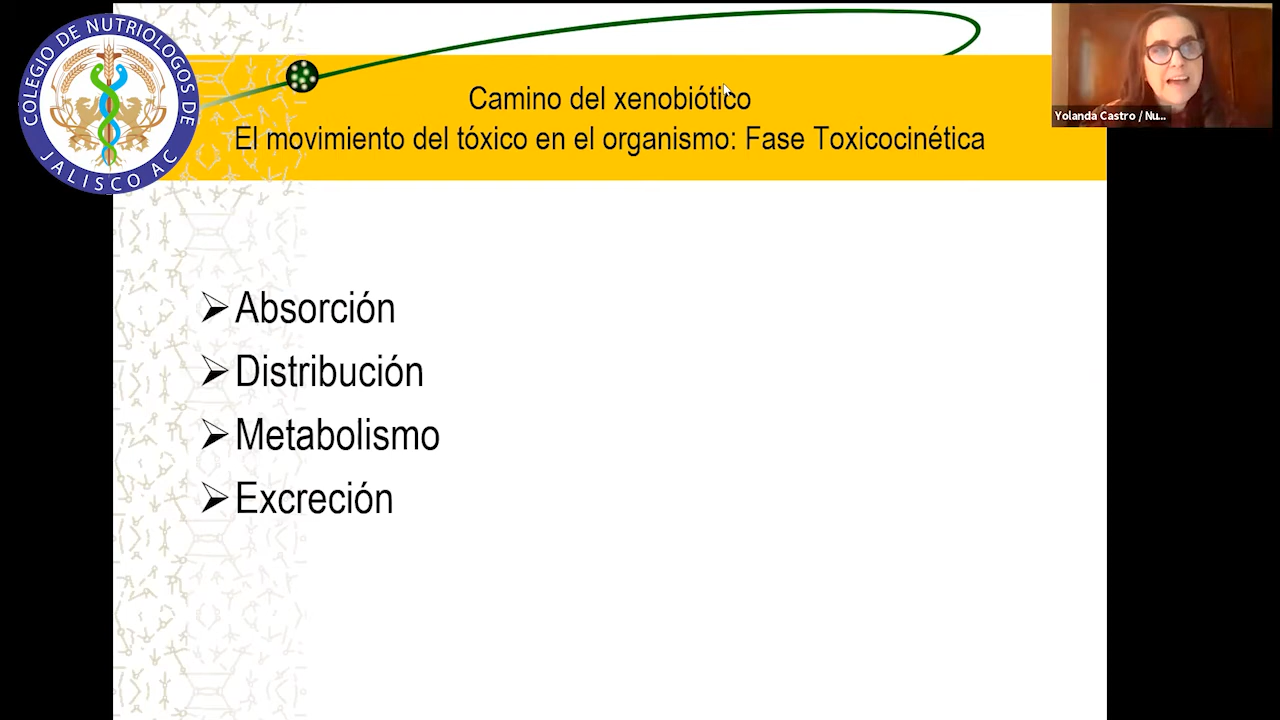 COLEGIO DE NUTRIOLOGOS DE
JALISCO AC
Camino del xenobiótico
El movimiento del tóxico en el organismo: Fase Toxicocinética
Yolanda Castro / Nu...
Absorción
Distribución
Metabolismo
Excreción